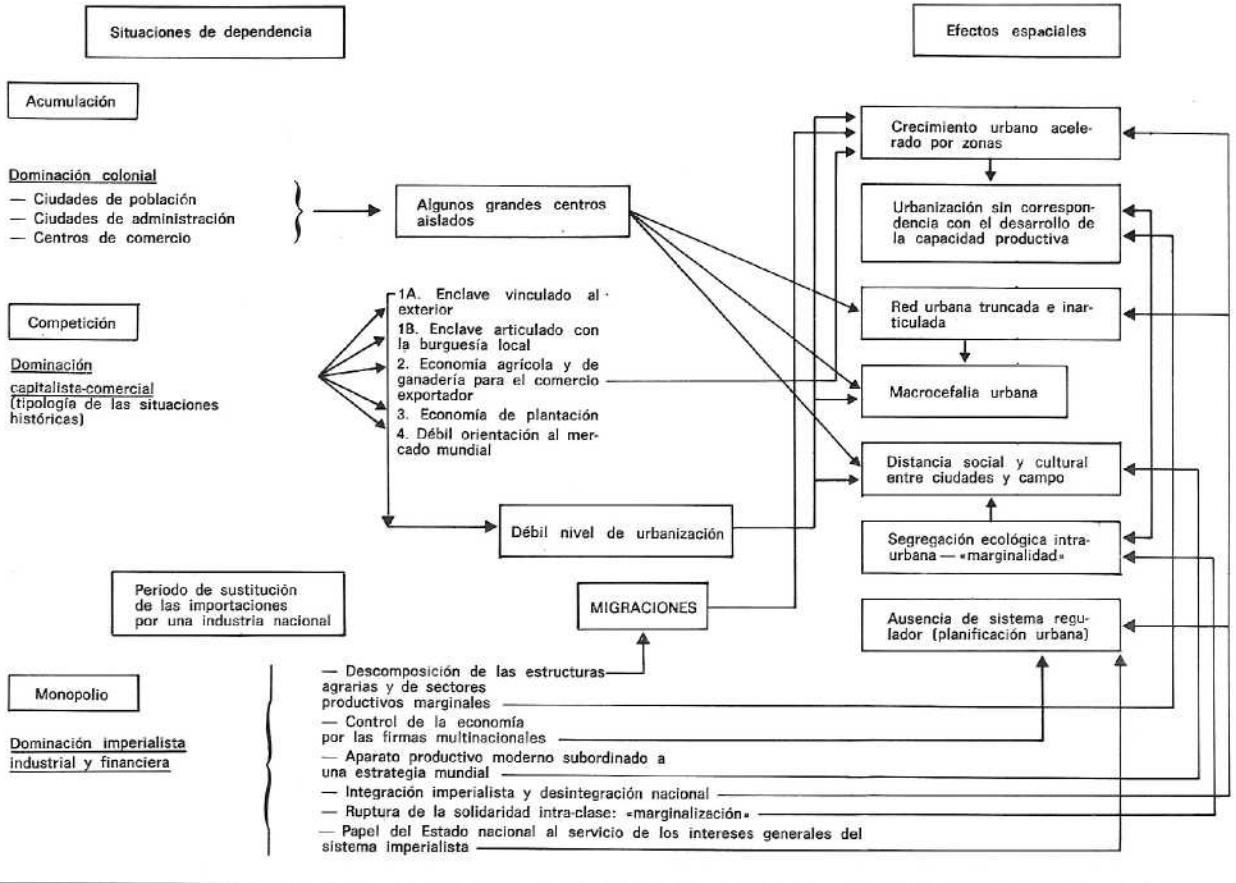 Situaciones de dependencia
Efectos espaciales
Acumulación
Dominación colonial
— Ciudades de población
— Ciudades de administración
— Centros de comercio
Algunos grandes centros
aislados
Competición
Dominación
capitalista-comercial
(tipología de las situaciones
históricas)
1A. Enclave vinculado al
exterior
1B. Enclave articulado con
la burguesía local
2. Economía agrícola y de
ganadería para el comercio
exportador
3. Economía de plantación
4. Débil orientación al mer-
cado mundial
Débil nivel de urbanización
Período de sustitución
de las importaciones
por una industria nacional
MIGRACIONES
Monopolio
Dominación imperialista
industrial y financiera
— Descomposición de las estructuras
agrarias y de sectores
productivos marginales
— Control de la economía
por las firmas multinacionales
— Aparato productivo moderno subordinado a
una estrategia mundial
— Integración imperialista y desintegración nacional
— Ruptura de la solidaridad intra-clase: «marginalización»
— Papel del Estado nacional al servicio de los intereses generales del
sistema imperialista
Crecimiento urbano acele-
rado por zonas
Urbanización sin correspon-
dencia con el desarrollo de
la capacidad productiva
Red urbana truncada e inar-
ticulada
Macrocefalia urbana
Distancia social y cultural
entre ciudades y campo
Segregación ecológica intra-
urbana — «marginalidad»
Ausencia de sistema regu-
lador (planificación urbana)